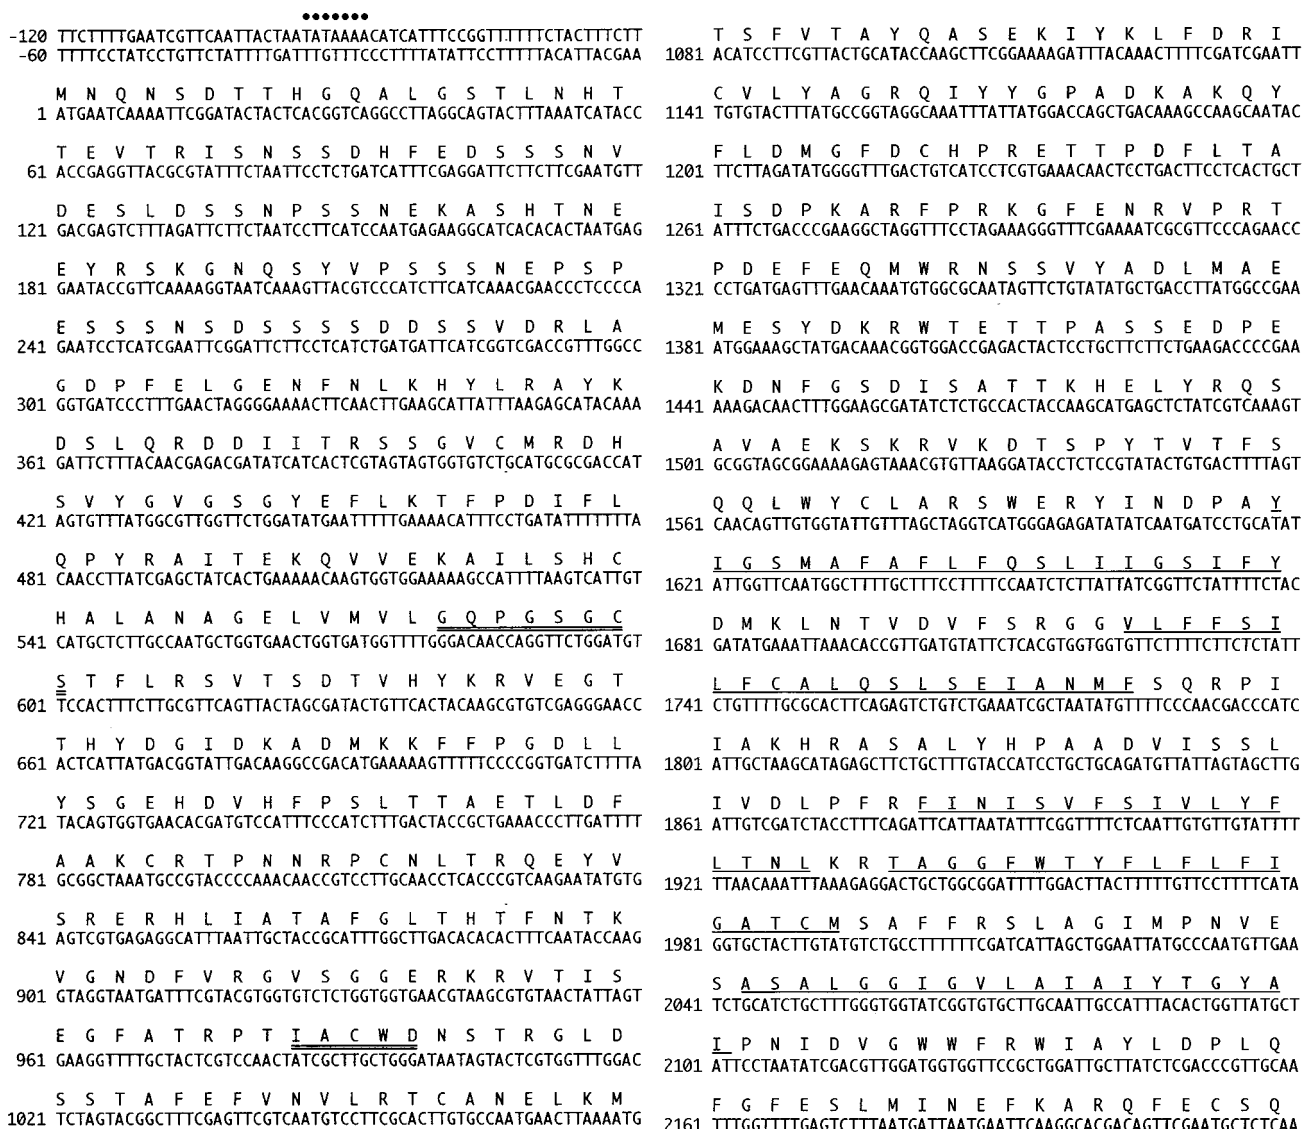 -120 TTCTTTTGAATCGTTCAATTACTAATATAAAACATCATTTCCGGTTTTTTTCTACTTTCTT
-60 TTTTCCTATCCTGTTCTATTTTGATTTGTTTCCCTTTTATATTCCTTTTTACATTACGAA
M N Q N S D T T H G Q A L G S T L N H T
1 ATGAATCAAAATTCGGATACTACTCACGGTCAGGCCTTAGGCAGTACTTTAAATCATACC
T E V T R I S N S S D H F E D S S S N V
61 ACCGAGGTTACGCGTATTTCTAATTCCTCTGATCATTTCGAGGATTCTTCTTCGAATGTT
D E S L D S S N P S S N E K A S H T N E
121 GACGAGTCTTTAGATTCTTCTAATCCTTCATCCAATGAGAAGGCATCACACACTAATGAG
E Y R S K G N Q S Y V P S S S N E P S P
181 GAATACCGTTCAAAAGGTAATCAAAGTTACGTCCCATCTTCATCAAACGAACCCTCCCCA
E S S S N S D S S S S D D S S V D R L A
241 GAATCCTCATCGAATTCGGATTCTTCCTCATCTGATGATTCATCGGTCGACCGTTTGGCC
G D P F E L G E N F N L K H Y L R A Y K
301 GGTGATCCCTTTGAACTAGGGGAAAACTTCAACTTGAAGCATTATTTAAGAGCATACAAA
D S L Q R D D I I T R S S G V C M R D H
361 GATTCTTTACAACGAGACGATATCATCACTCGTAGTAGTGGTGTCTGCATGCGCGACCAT
S V Y G V G S G Y E F L K T F P D I F L
421 AGTGTTTATGGCGTTGGTTCTGGATATGAATTTTTGAAAACATTTCCTGATATTTTTTTA
Q P Y R A I T E K Q V V E K A I L S H C
481 CAACCTTATCGAGCTATCACTGAAAAACAAGTGGTGGAAAAAGCCATTTTAAGTCATTGT
H A L A N A G E L V M V L G Q P G S G C
541 CATGCTCTTGCCAATGCTGGTGAACTGGTGATGGTTTTGGGACAACCAGGTTCTGGATGT
S T F L R S V T S D T V H Y K R V E G T
601 TCCACTTTCTTGCGTTCAGTTACTAGCGATACTGTTCACTACAAGCGTGTCGAGGGAACC
T H Y D G I D K A D M K K F F P G D L L
661 ACTCATTATGACGGTATTGACAAGGCCGACATGAAAAAGTTTTTCCCCGGTGATCTTTTA
Y S G E H D V H F P S L T T A E T L D F
721 TACAGTGGTGAACACGATGTCCATTTCCCATCTTTGACTACCGCTGAAACCCTTGATTTT
A A K C R T P N N R P C N L T R Q E Y V
781 GCGGCTAAATGCCGTACCCCAAACAACCGTCCTTGCAACCTCACCCGTCAAGAATATGTG
S R E R H L I A T A F G L T H T F N T K
841 AGTCGTGAGAGGCATTTAATTGCTACCGCATTTGGCTTGACACACACTTTCAATACCAAG
V G N D F V R G V S G G E R K R V T I S
901 GTAGGTAATGATTTCGTACGTGGTGTCTCTGGTGGTGAACGTAAGCGTGTAACTATTAGT
E G F A T R P T I A C W D N S T R G L D
961 GAAGGTTTTGCTACTCGTCCAACTATCGCTTGCTGGGATAATAGTACTCGTGGTTTGGAC
S S T A F E F V N V L R T C A N E L K M
1021 TCTAGTACGGCTTTCGAGTTCGTCAATGTCCTTCGCACTTGTGCCAATGAACTTAAAATG
T S F V T A Y Q A S E K I Y K L F D R I
1081 ACATCCTTCGTTACTGCATACCAAGCTTCGGAAAAGATTTACAAACTTTTCGATCGAATT
C V L Y A G R Q I Y Y G P A D K A K Q Y
1141 TGTGTACTTTATGCCGGTAGGCAAATTTATTATGGACCAGCTGACAAAGCCAAGCAATAC
F L D M G F D C H P R E T T P D F L T A
1201 TTCTTAGATATGGGGTTTGACTGTCATCCTCGTGAAACAACTCCTGACTTCCTCACTGCT
I S D P K A R F P R K G F E N R V P R T
1261 ATTTCTGACCCGAAGGCTAGGTTTCCTAGAAAGGGTTTCGAAAATCGCGTTCCCAGAACC
P D E F E Q M W R N S S V Y A D L M A E
1321 CCTGATGAGTTTGAACAAATGTGGCGCAATAGTTCTGTATATGCTGACCTTATGGCCGAA
M E S Y D K R W T E T T P A S S E D P E
1381 ATGGAAAGCTATGACAAACGGTGGACCGAGACTACTCCTGCTTCTTCTGAAGACCCCGAA
K D N F G S D I S A T T K H E L Y R Q S
1441 AAAGACAACTTTGGAAGCGATATCTCTGCCACTACCAAGCATGAGCTCTATCGTCAAAGT
A V A E K S K R V K D T S P Y T V T F S
1501 GCGGTAGCGGAAAAGAGTAAACGTGTTAAGGATACCTCTCCGTATACTGTGACTTTTAGT
Q Q L W Y C L A R S W E R Y I N D P A Y
1561 CAACAGTTGTGGTATTGTTTAGCTAGGTCATGGGAGAGATATATCAATGATCCTGCATAT
I G S M A F A F L F Q S L I I G S I F Y
1621 ATTGGTTCAATGGCTTTTGCTTTCCTTTTCCAATCTCTTATTATCGGTTCTATTTTCTAC
D M K L N T V D V F S R G G V L F F S I
1681 GATATGAAATTAAACACCGTTGATGTATTCTCACGTGGTGGTGTTCTTTTCTTCTCTATT
L F C A L Q S L S E I A N M F S Q R P I
1741 CTGTTTTGCGCACTTCAGAGTCTGTCTGAAATCGCTAATATGTTTTCCCAACGACCCATC
I A K H R A S A L Y H P A A D V I S S L
1801 ATTGCTAAGCATAGAGCTTCTGCTTTGTACCATCCTGCTGCAGATGTTATTAGTAGCTTG
I V D L P F R F I N I S V F S I V L Y F
1861 ATTGTCGATCTACCTTTCAGATTCATTAATATTTCGGTTTTCTCAATTGTGTTGTATTTT
L T N L K R T A G G F W T Y F L F L F I
1921 TTAACAAATTTAAAGAGGACTGCTGGCGGATTTTGGACTTACTTTTTGTTCCTTTTCATA
G A T C M S A F F R S L A G I M P N V E
1981 GGTGCTACTTGTATGTCTGCCTTTTTTCGATCATTAGCTGGAATTATGCCCAATGTTGAA
S A S A L G G I G V L A I A I Y T G Y A
2041 TCTGCATCTGCTTTGGGTGGTATCGGTGTGCTTGCAATTGCCATTTACACTGGTTATGCT
I P N I D V G W W F R W I A Y L D P L Q
2101 ATTCCTAATATCGACGTTGGATGGTGGTTCCGCTGGATTGCTTATCTCGACCCGTTGCAA
F G F E S L M I N E F K A R Q F E C S Q
2161 TTTGGTTTTGAGTCTTTAATGATTAATGAATTCAAGGCACGACAGTTCGAATGCTCTCAA